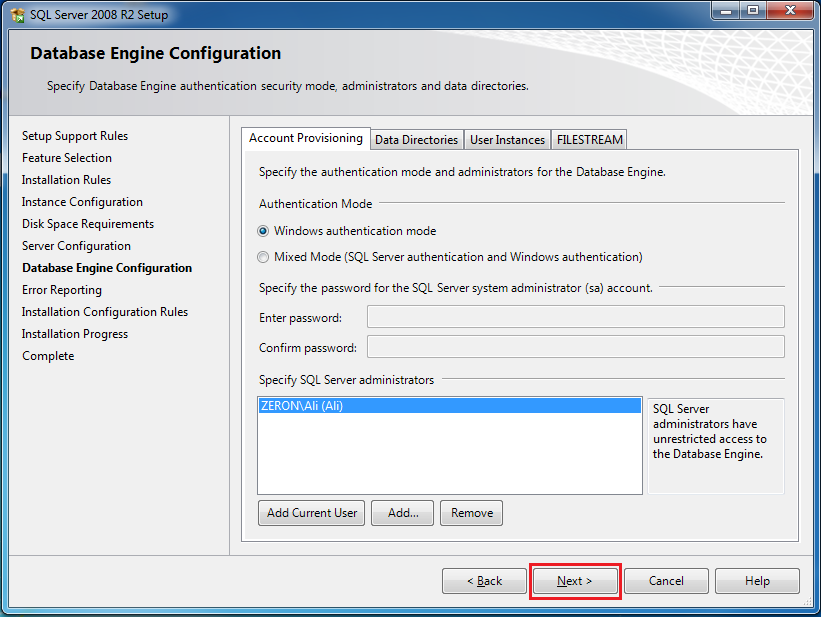 SQL Server 2008 R2 Setup
Database Engine Configuration
Specify Database Engine authentication security mode, administrators and data directories.
Setup Support Rules
Feature Selection
Installation Rules
Instance Configuration
Disk Space Requirements
Server Configuration
Database Engine Configuration
Error Reporting
Installation Configuration Rules
Installation Progress
Complete
Account Provisioning Data Directories User Instances FILESTREAM
Specify the authentication mode and administrators for the Database Engine.
Authentication Mode
Windows authentication mode
Mixed Mode (SQL Server authentication and Windows authentication)
Specify the password for the SQL Server system administrator (sa) account.
Enter password:
Confirm password:
Specify SQL Server administrators
ZERON\Ali (Ali)
SQL Server
administrators have
unrestricted access to
the Database Engine.
Add Current User Add... Remove
< Back Next > Cancel Help